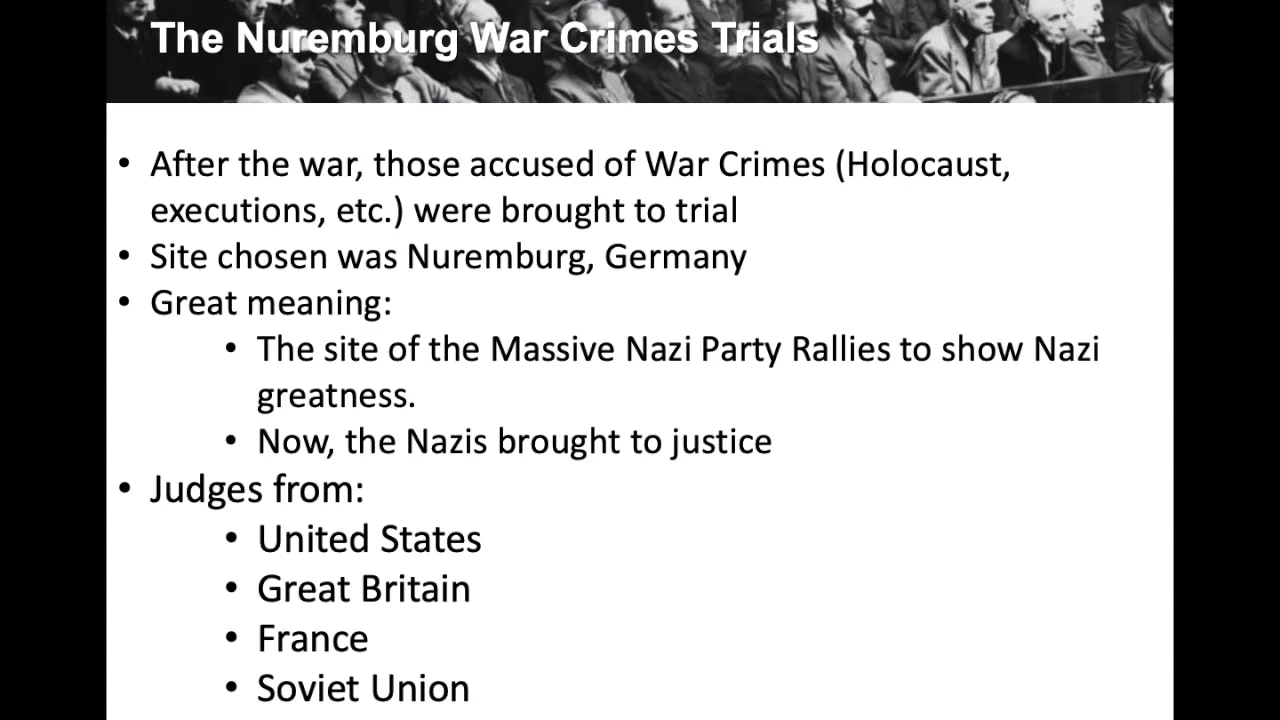 The Nuremburg War Crimes Trials
• After the war, those accused of War Crimes (Holocaust,
executions, etc.) were brought to trial
• Site chosen was Nuremburg, Germany
• Great meaning:
• The site of the Massive Nazi Party Rallies to show Nazi
greatness.
• Now, the Nazis brought to justice
• Judges from:
• United States
• Great Britain
• France
• Soviet Union